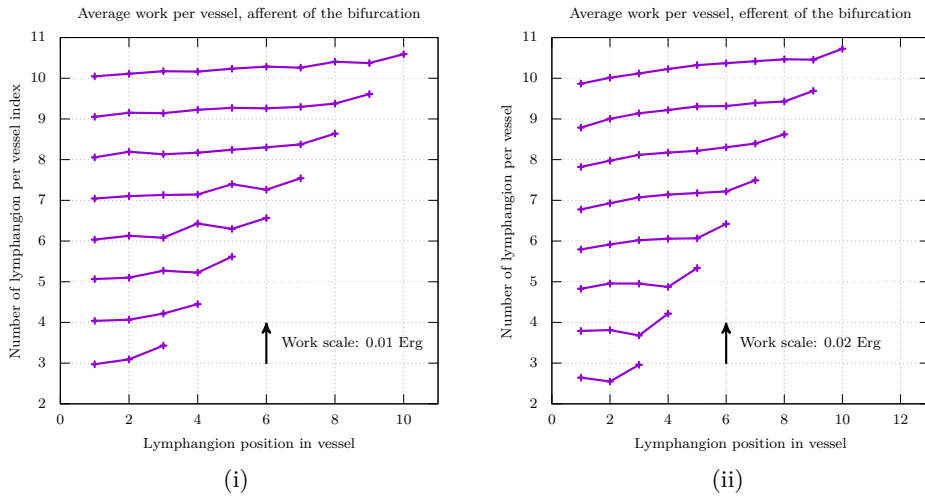 Average work per vessel, afferent of the bifurcation
Number of lymphangion per vessel index
11
10
9
8
7
6
5
4
3
2
Work scale: 0.01 Erg
0 2 4 6 8 10
Lymphangion position in vessel
(i)
Average work per vessel, efferent of the bifurcation
Number of lymphangion per vessel
11
10
9
8
7
6
5
4
3
2
Work scale: 0.02 Erg
0 2 4 6 8 10 12
Lymphangion position in vessel
(ii)